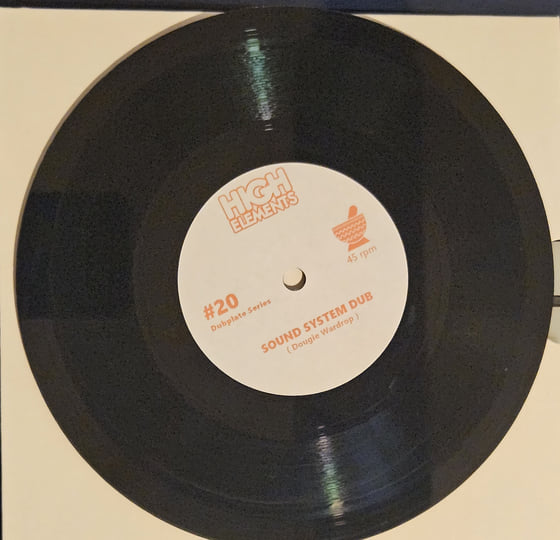 HIGH
ELEMENTS
45 rpm
#20
Dubplate Series
SOUND SYSTEM DUB
( Dougie Wardrop )